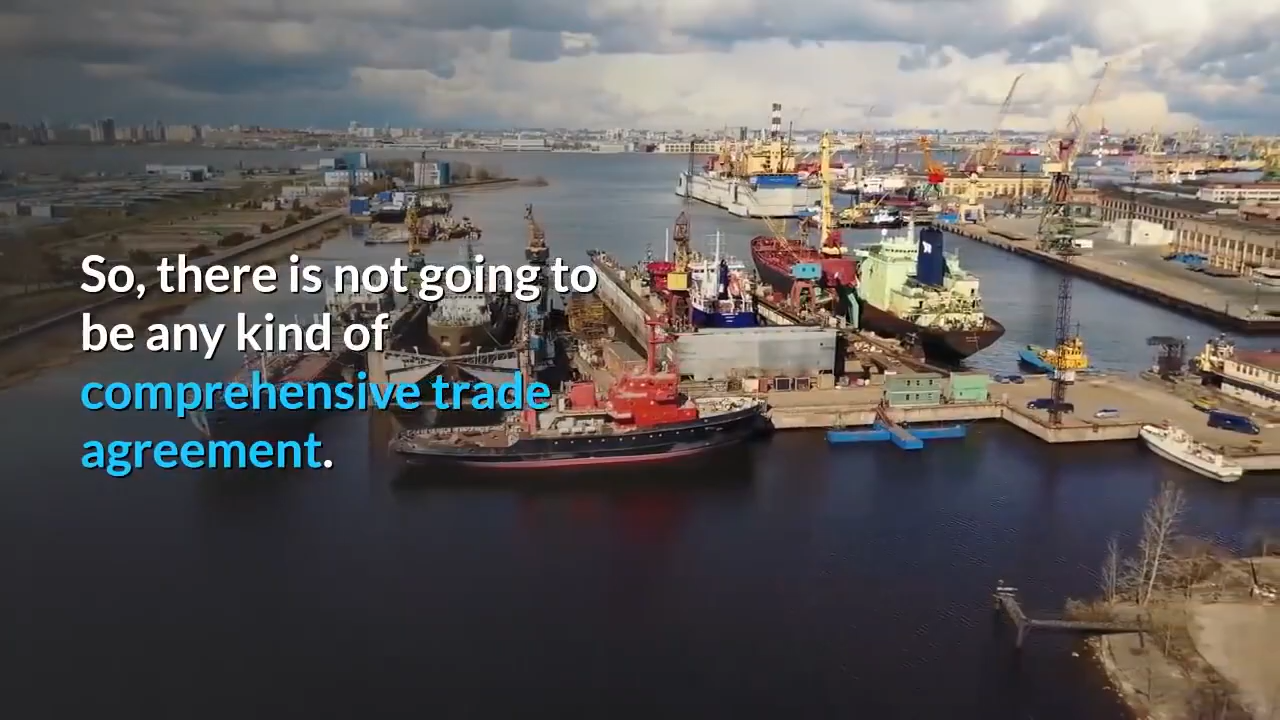 So, there is not going to
be any kind of
comprehensive trade
agreement.